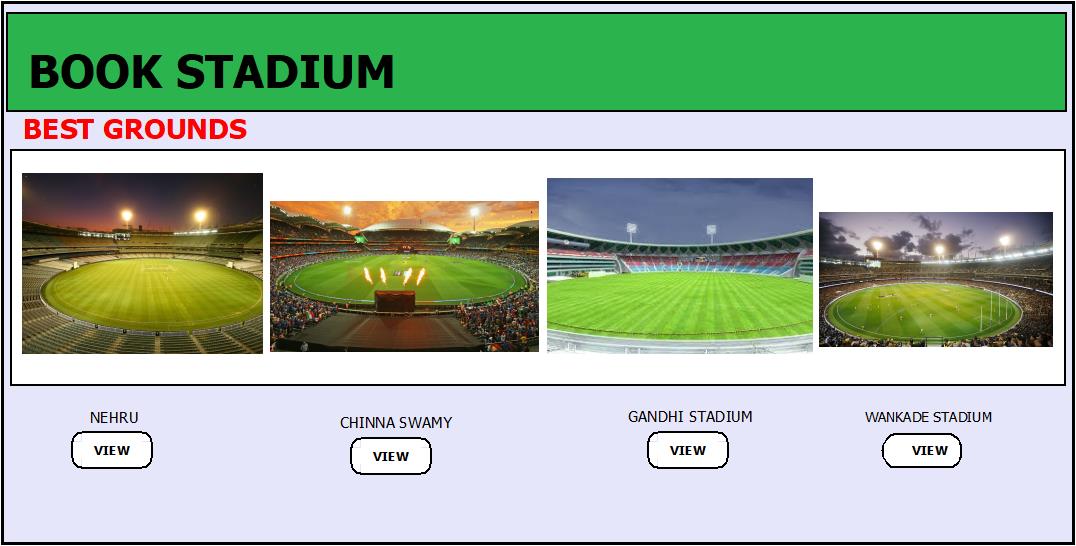 BOOK STADIUM
BEST GROUNDS
NEHRU
VIEW
CHINNA SWAMY
VIEW
GANDHI STADIUM
VIEW
WANKADE STADIUM
VIEW